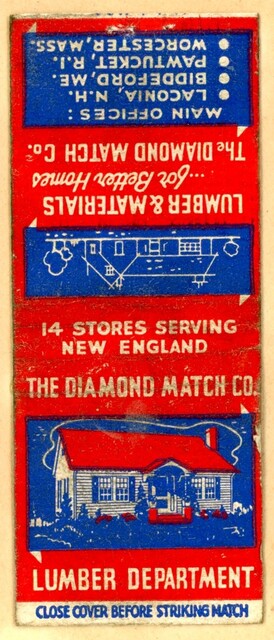 14 STORES SERVING
NEW ENGLAND
THE DIAMOND MATCH CO.
LUMBER DEPARTMENT
CLOSE COVER BEFORE STRIKING MATCH
The DIAMOND MATCH Co.
...for Better Homes
LUMBER & MATERIALS
MAIN OFFICES:
● LACONIA, N.H.
● BIDDEFORD, ME.
● PAWTUCKET, R.I.
● WORCESTER, MASS.